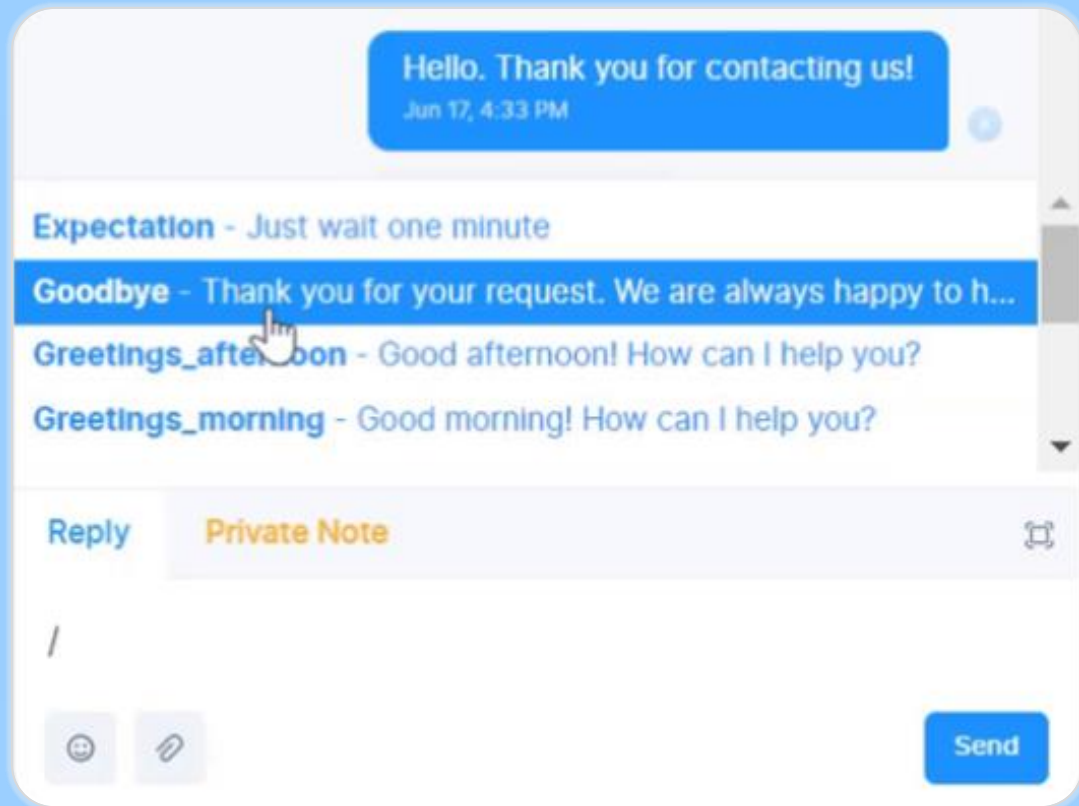 Hello. Thank you for contacting us!
Jun 17, 4:33 PM
Expectation - Just wait one minute
Goodbye - Thank you for your request. We are always happy to h...
Greetings_afternoon - Good afternoon! How can I help you?
Greetings_morning - Good morning! How can I help you?
Reply Private Note
/
Send